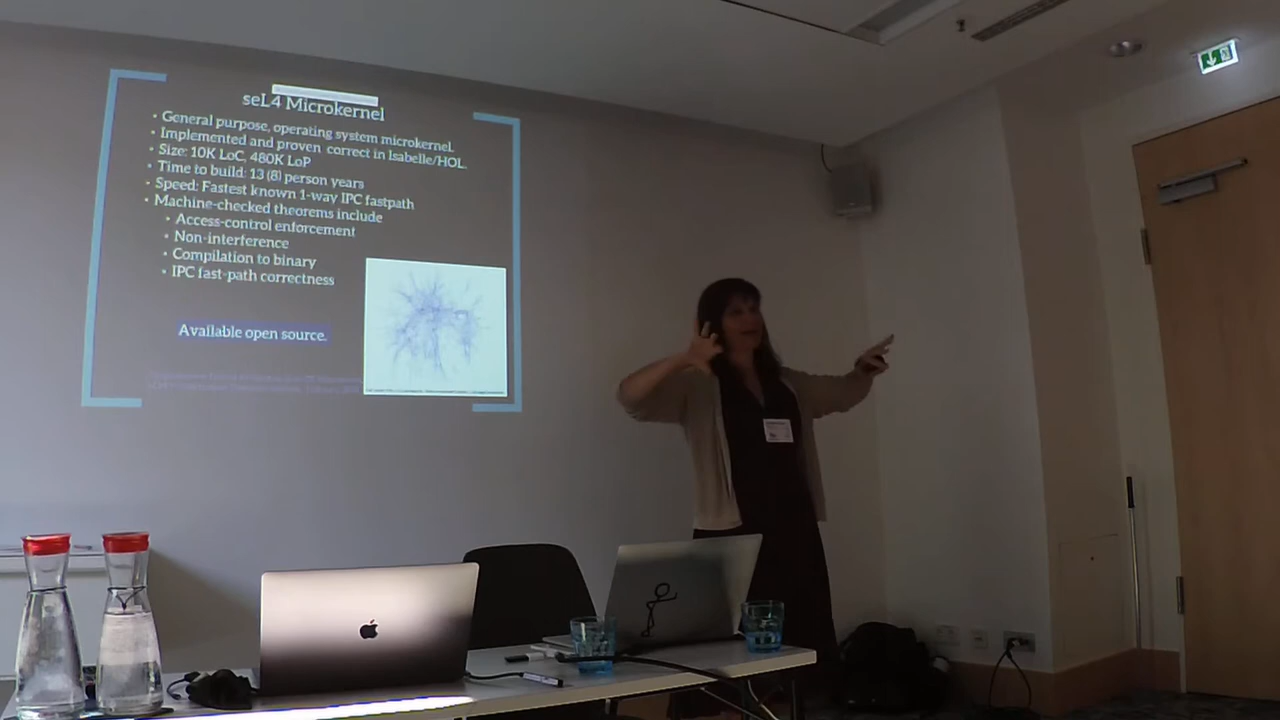 seL4 Microkernel
• General purpose, operating system microkernel.
• Implemented and proven correct in Isabelle/HOL.
• Size: 10K LoC, 480K LoP
• Time to build: 13 (8) person years
• Speed: Fastest known 1-way IPC fastpath
• Machine-checked theorems include
• Access-control enforcement
• Non-interference
• Compilation to binary
• IPC fast-path correctness
Available open source.